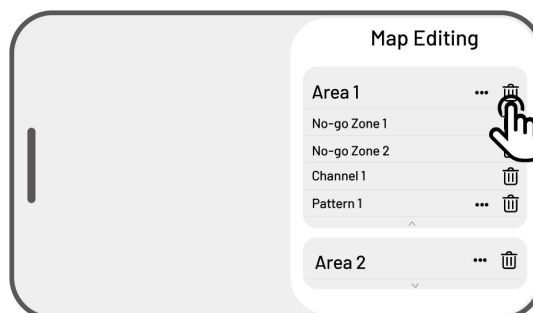 Map Editing
Area 1
No-go Zone 1
No-go Zone 2
Channel 1
Pattern 1
Area 2